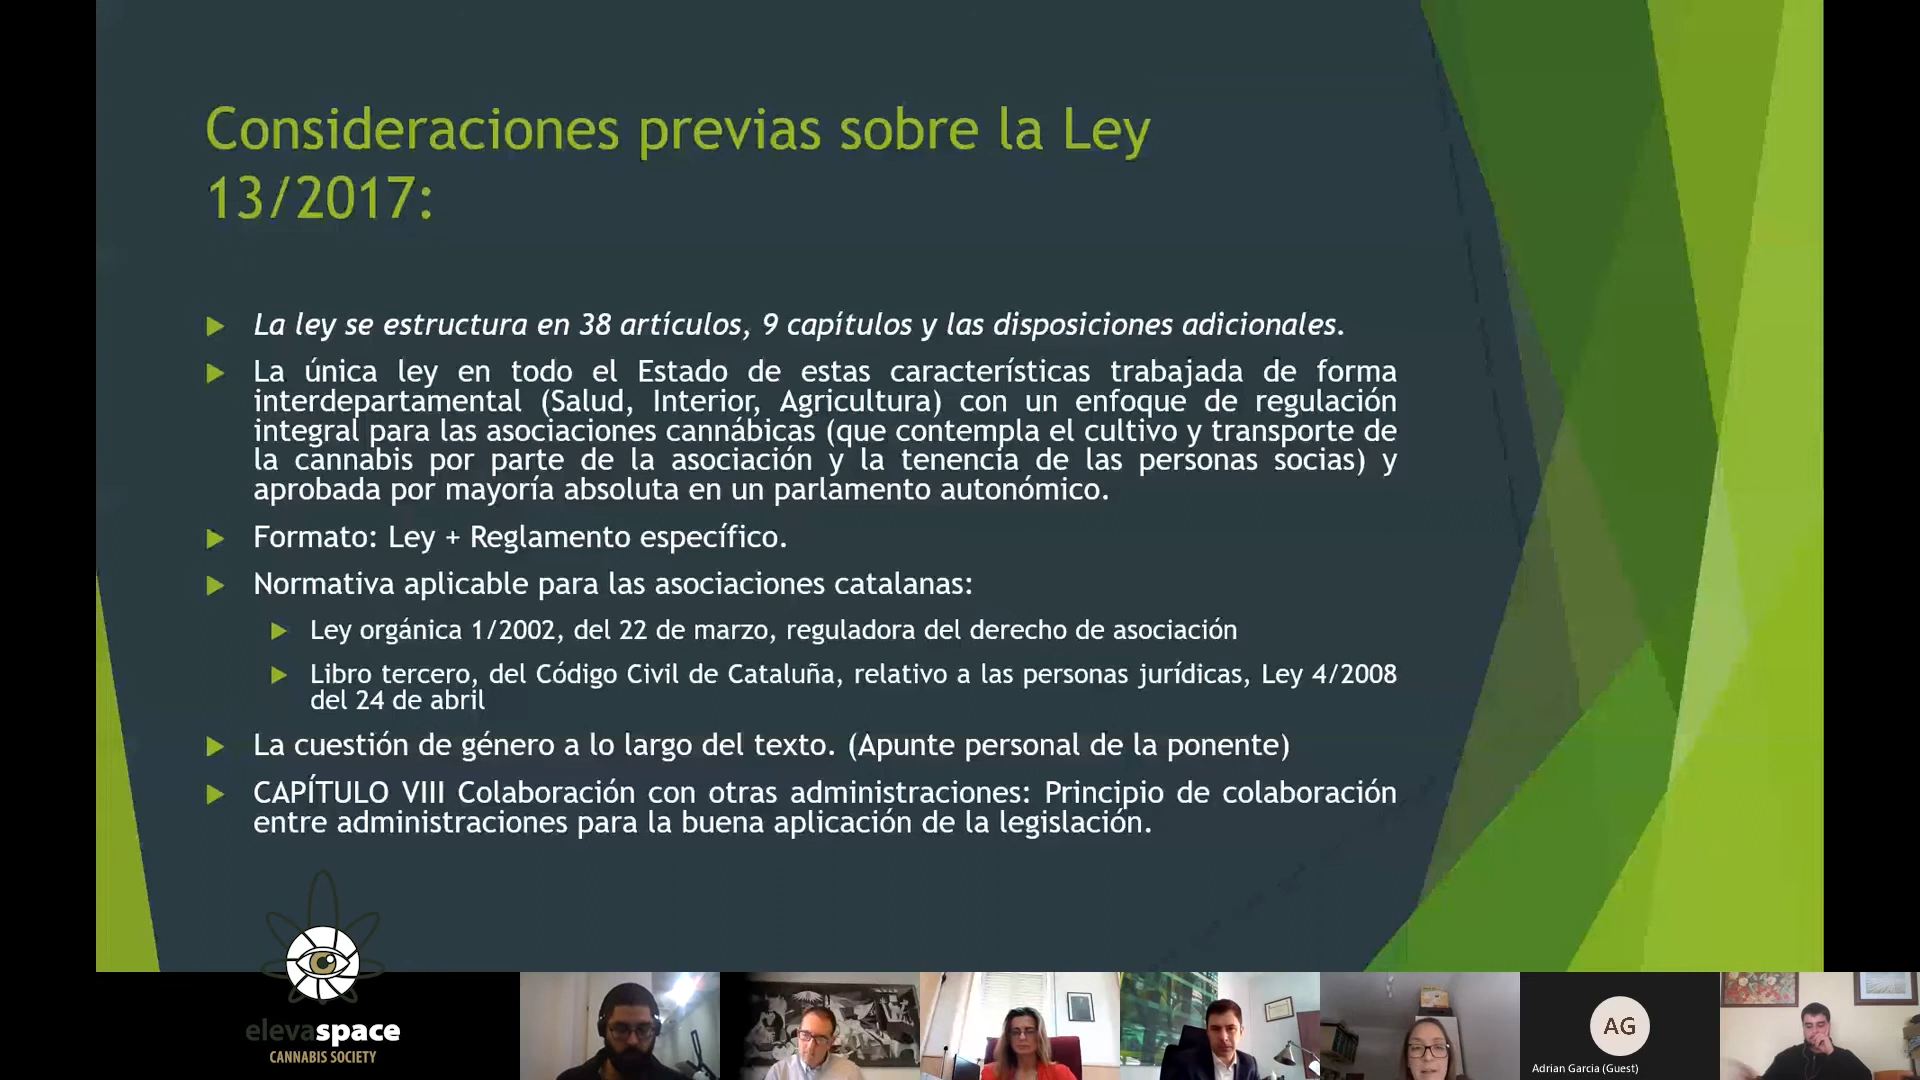 Consideraciones previas sobre la Ley
13/2017:
La ley se estructura en 38 artículos, 9 capítulos y las disposiciones adicionales.
La única ley en todo el Estado de estas características trabajada de forma
interdepartamental (Salud, Interior, Agricultura) con un enfoque de regulación
integral para las asociaciones cannábicas (que contempla el cultivo y transporte de
la cannabis por parte de la asociación y la tenencia de las personas socias) y
aprobada por mayoría absoluta en un parlamento autonómico.
Formato: Ley + Reglamento específico.
Normativa aplicable para las asociaciones catalanas:
Ley orgánica 1/2002, del 22 de marzo, reguladora del derecho de asociación
Libro tercero, del Código Civil de Cataluña, relativo a las personas jurídicas, Ley 4/2008
del 24 de abril
La cuestión de género a lo largo del texto. (Apunte personal de la ponente)
CAPÍTULO VIII Colaboración con otras administraciones: Principio de colaboración
entre administraciones para la buena aplicación de la legislación.
elevaspace
CANNABIS SOCIETY
AG
Adrian Garcia (Guest)